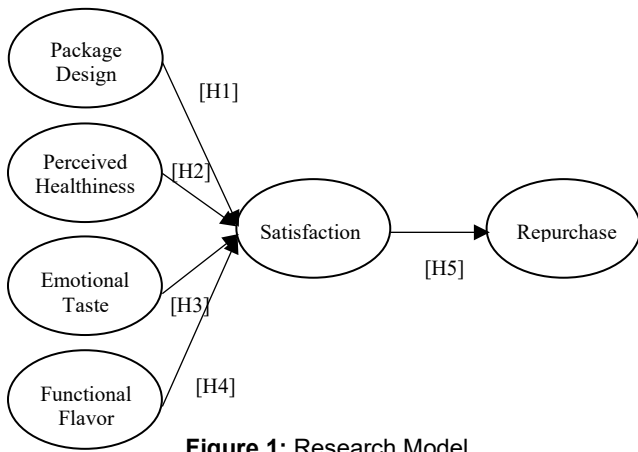 Package
Design
[H1]
Perceived
Healthiness
[H2]
Satisfaction
Repurchase
[H5]
Emotional
Taste
[H3]
Functional
Flavor
[H4]
Figure 1: Research Model